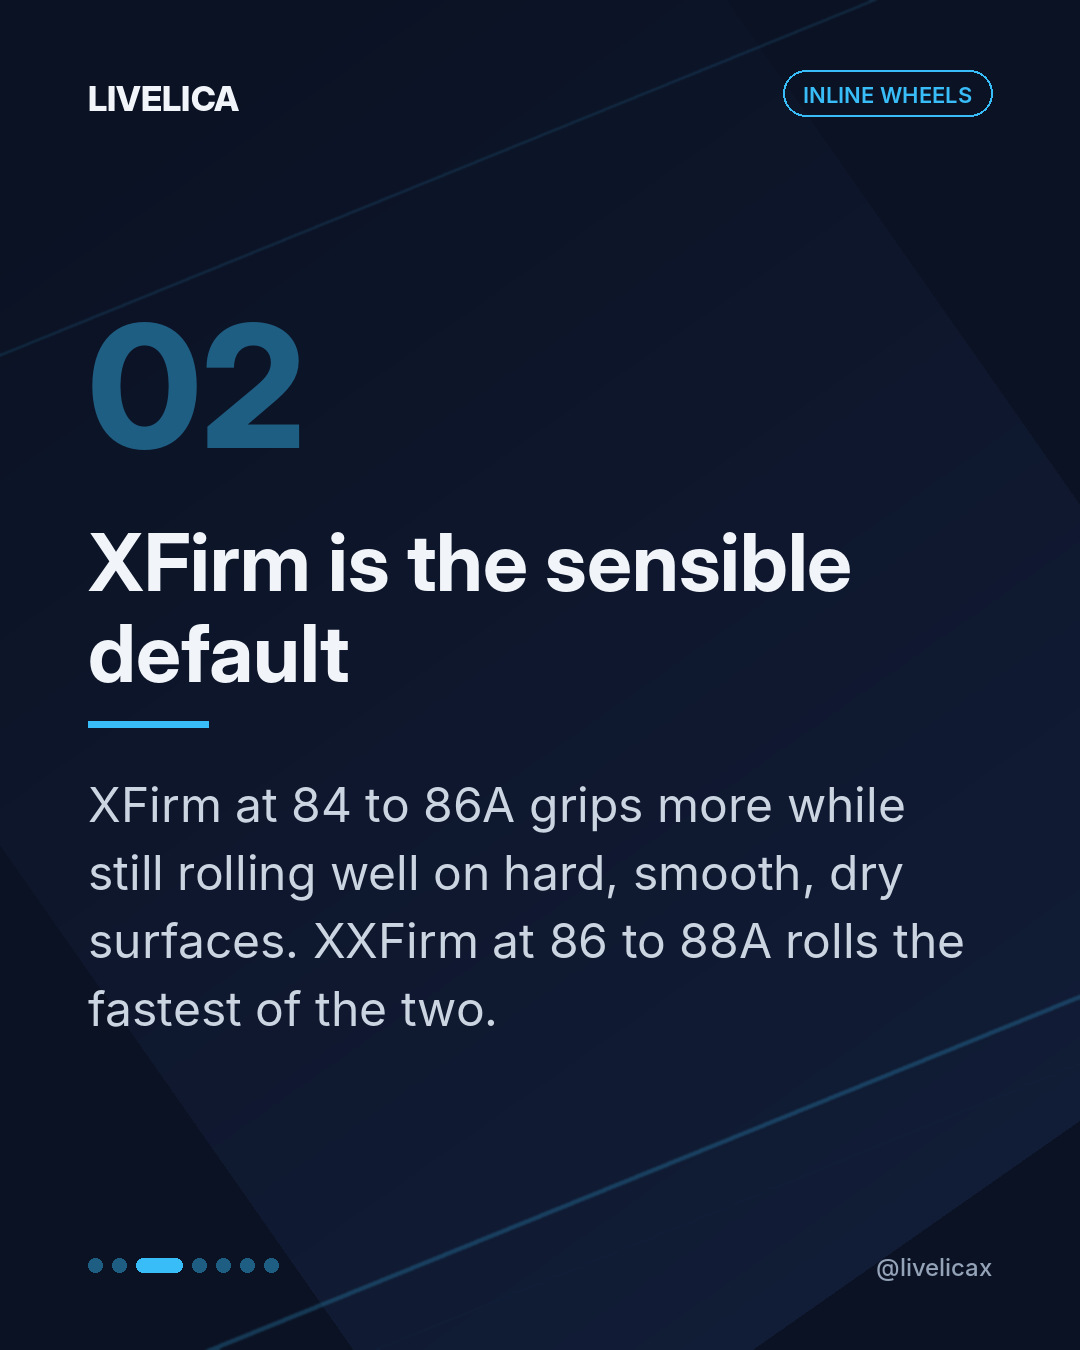 LIVELICA
INLINE WHEELS
02
XFirm is the sensible
default
XFirm at 84 to 86A grips more while
still rolling well on hard, smooth, dry
surfaces. XXFirm at 86 to 88A rolls the
fastest of the two.
@livelicax